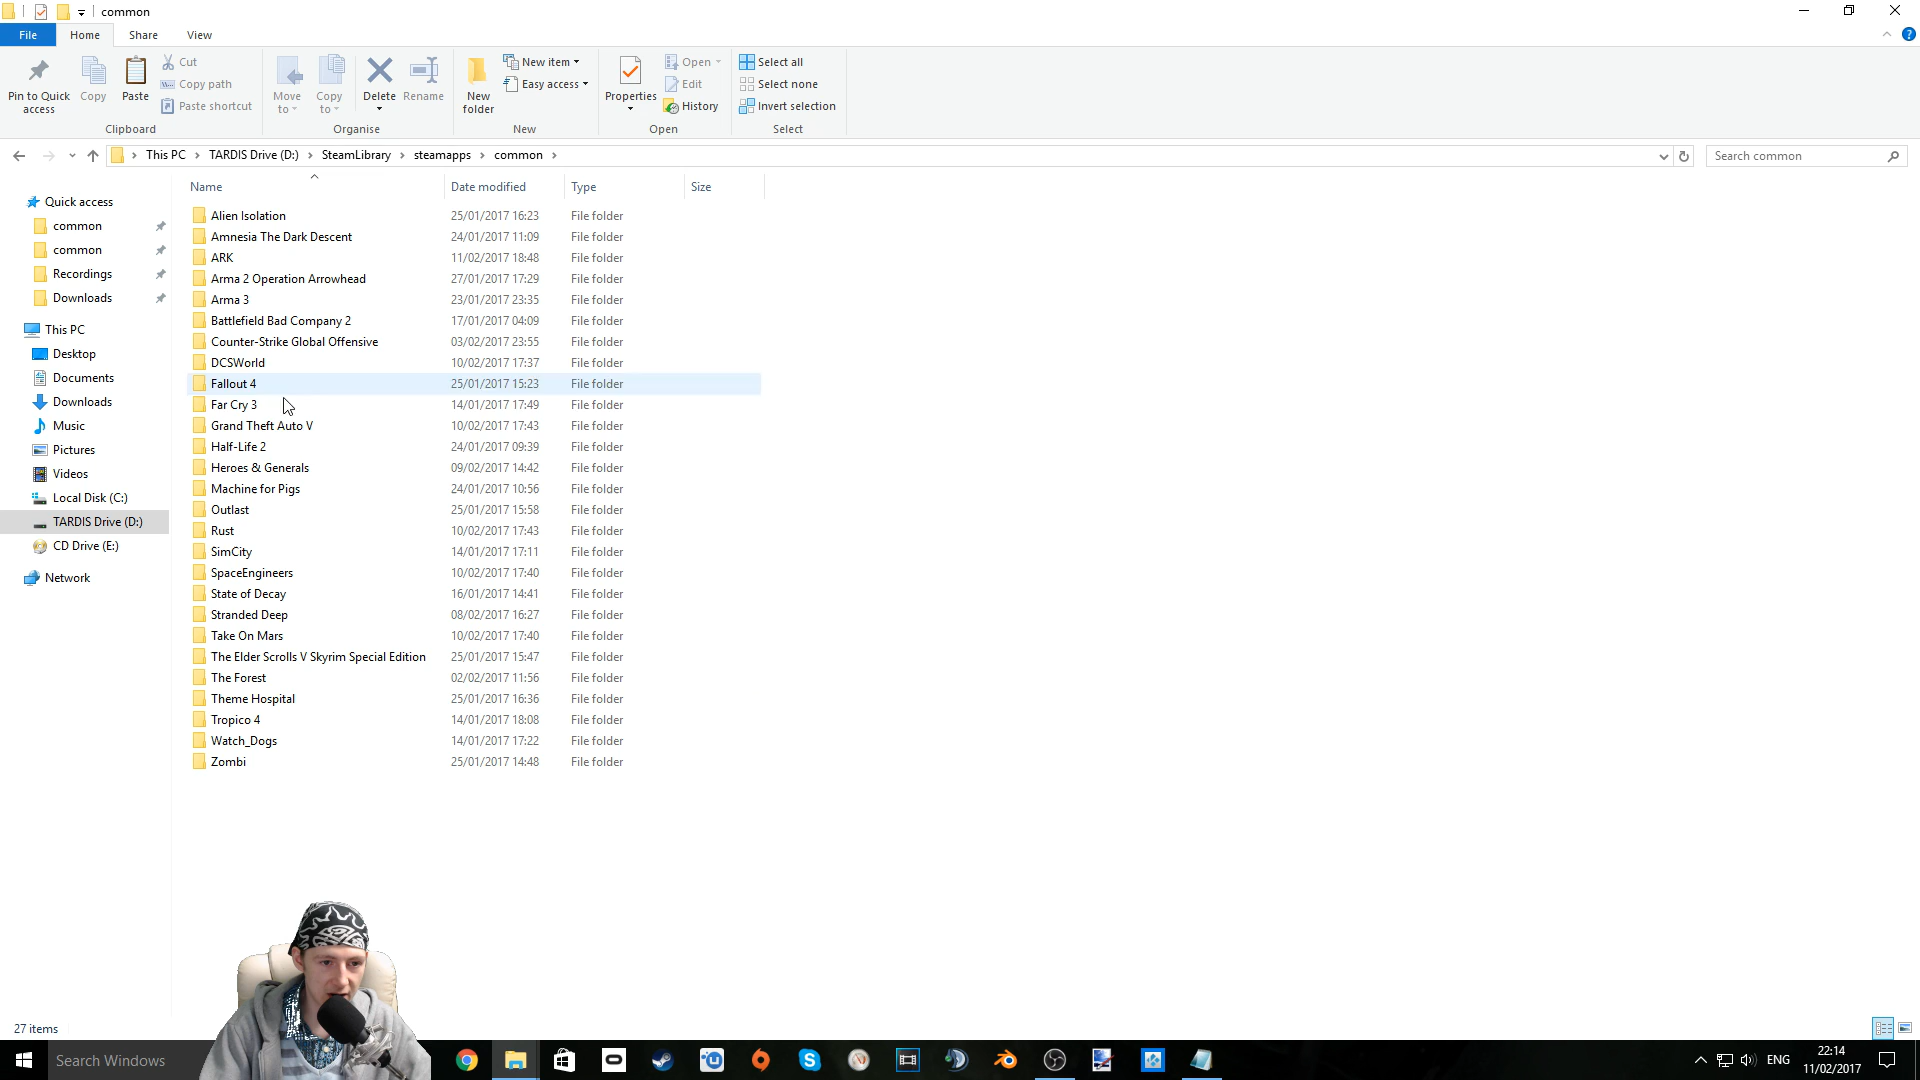 common
File Home Share View
Pin to Quick access
Copy
Paste
Cut
Copy path
Paste shortcut
Clipboard
Move to
Copy to
Delete
Rename
Organise
New folder
New item
Easy access
New
Properties
Open
Edit
History
Open
Select all
Select none
Invert selection
Select
This PC TARDIS Drive (D:) SteamLibrary steamapps common
Search common
Name Date modified Type Size
Quick access
common
common
Recordings
Downloads
This PC
Desktop
Documents
Downloads
Music
Pictures
Videos
Local Disk (C:)
TARDIS Drive (D:)
CD Drive (E:)
Network
Alien Isolation 25/01/2017 16:23 File folder
Amnesia The Dark Descent 24/01/2017 11:09 File folder
ARK 11/02/2017 18:48 File folder
Arma 2 Operation Arrowhead 27/01/2017 17:29 File folder
Arma 3 23/01/2017 23:35 File folder
Battlefield Bad Company 2 17/01/2017 04:09 File folder
Counter-Strike Global Offensive 03/02/2017 23:55 File folder
DCSWorld 10/02/2017 17:37 File folder
Fallout 4 25/01/2017 15:23 File folder
Far Cry 3 14/01/2017 17:49 File folder
Grand Theft Auto V 10/02/2017 17:43 File folder
Half-Life 2 24/01/2017 09:39 File folder
Heroes & Generals 09/02/2017 14:42 File folder
Machine for Pigs 24/01/2017 10:56 File folder
Outlast 25/01/2017 15:58 File folder
Rust 10/02/2017 17:43 File folder
SimCity 14/01/2017 17:11 File folder
SpaceEngineers 10/02/2017 17:40 File folder
State of Decay 16/01/2017 14:41 File folder
Stranded Deep 08/02/2017 16:27 File folder
Take On Mars 10/02/2017 17:40 File folder
The Elder Scrolls V Skyrim Special Edition 25/01/2017 15:47 File folder
The Forest 02/02/2017 11:56 File folder
Theme Hospital 25/01/2017 16:36 File folder
Tropico 4 14/01/2017 18:08 File folder
Watch_Dogs 14/01/2017 17:22 File folder
Zombi 25/01/2017 14:48 File folder
27 items
Search Windows
ENG
22:14
11/02/2017